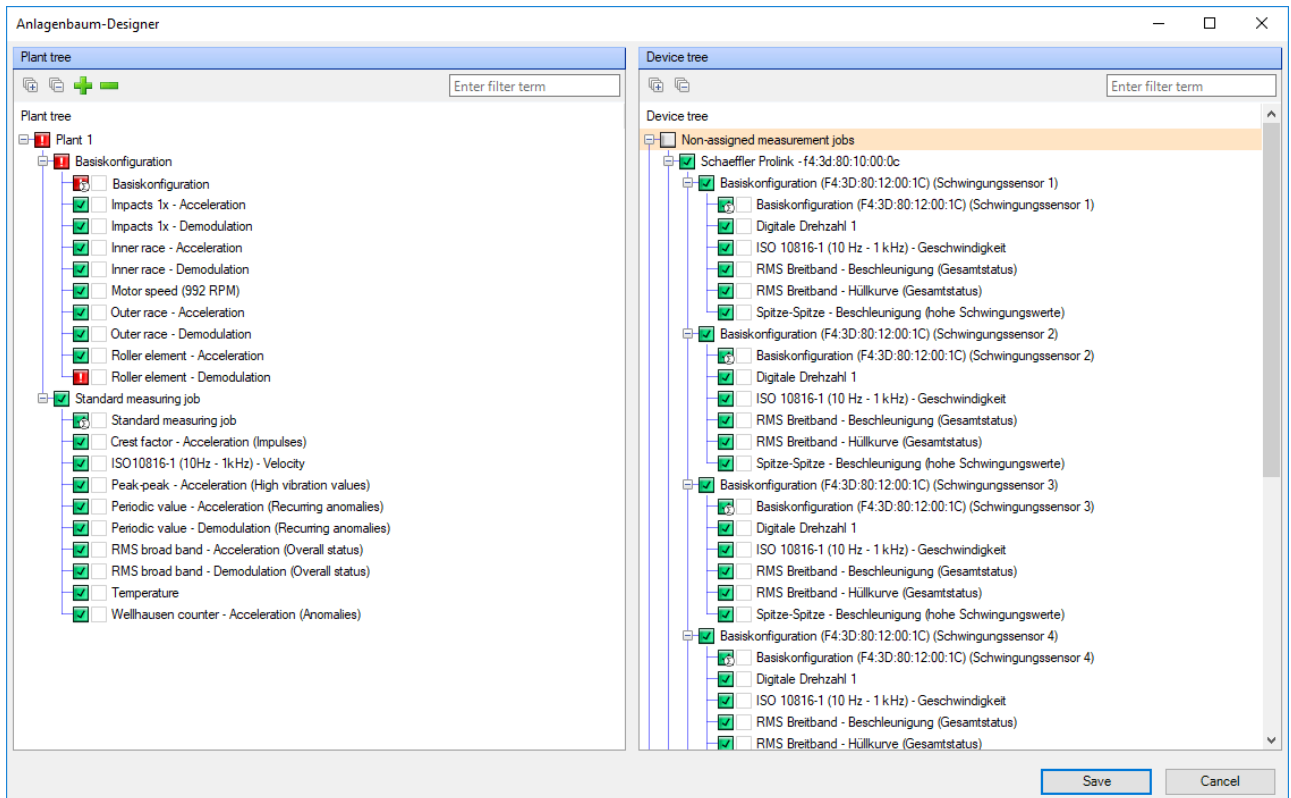 Anlagenbaum-Designer
Plant tree
Enter filter term
Plant tree
Plant 1
Basiskonfiguration
Basiskonfiguration
Impacts 1x - Acceleration
Impacts 1x - Demodulation
Inner race - Acceleration
Inner race - Demodulation
Motor speed (992 RPM)
Outer race - Acceleration
Outer race - Demodulation
Roller element - Acceleration
Roller element - Demodulation
Standard measuring job
Standard measuring job
Crest factor - Acceleration (Impulses)
ISO10816-1 (10Hz - 1kHz) - Velocity
Peak-peak - Acceleration (High vibration values)
Periodic value - Acceleration (Recurring anomalies)
Periodic value - Demodulation (Recurring anomalies)
RMS broad band - Acceleration (Overall status)
RMS broad band - Demodulation (Overall status)
Temperature
Wellhausen counter - Acceleration (Anomalies)
Device tree
Enter filter term
Device tree
Non-assigned measurement jobs
Schaeffler Prolink - f4:3d:80:10:00:0c
Basiskonfiguration (F4:3D:80:12:00:1C) (Schwingungssensor 1)
Basiskonfiguration (F4:3D:80:12:00:1C) (Schwingungssensor 1)
Digitale Drehzahl 1
ISO 10816-1 (10 Hz - 1 kHz) - Geschwindigkeit
RMS Breitband - Beschleunigung (Gesamtstatus)
RMS Breitband - Hüllkurve (Gesamtstatus)
Spitze-Spitze - Beschleunigung (hohe Schwingungswerte)
Basiskonfiguration (F4:3D:80:12:00:1C) (Schwingungssensor 2)
Basiskonfiguration (F4:3D:80:12:00:1C) (Schwingungssensor 2)
Digitale Drehzahl 1
ISO 10816-1 (10 Hz - 1 kHz) - Geschwindigkeit
RMS Breitband - Beschleunigung (Gesamtstatus)
RMS Breitband - Hüllkurve (Gesamtstatus)
Spitze-Spitze - Beschleunigung (hohe Schwingungswerte)
Basiskonfiguration (F4:3D:80:12:00:1C) (Schwingungssensor 3)
Basiskonfiguration (F4:3D:80:12:00:1C) (Schwingungssensor 3)
Digitale Drehzahl 1
ISO 10816-1 (10 Hz - 1 kHz) - Geschwindigkeit
RMS Breitband - Beschleunigung (Gesamtstatus)
RMS Breitband - Hüllkurve (Gesamtstatus)
Spitze-Spitze - Beschleunigung (hohe Schwingungswerte)
Basiskonfiguration (F4:3D:80:12:00:1C) (Schwingungssensor 4)
Basiskonfiguration (F4:3D:80:12:00:1C) (Schwingungssensor 4)
Digitale Drehzahl 1
ISO 10816-1 (10 Hz - 1 kHz) - Geschwindigkeit
RMS Breitband - Beschleunigung (Gesamtstatus)
RMS Breitband - Hüllkurve (Gesamtstatus)
Save
Cancel